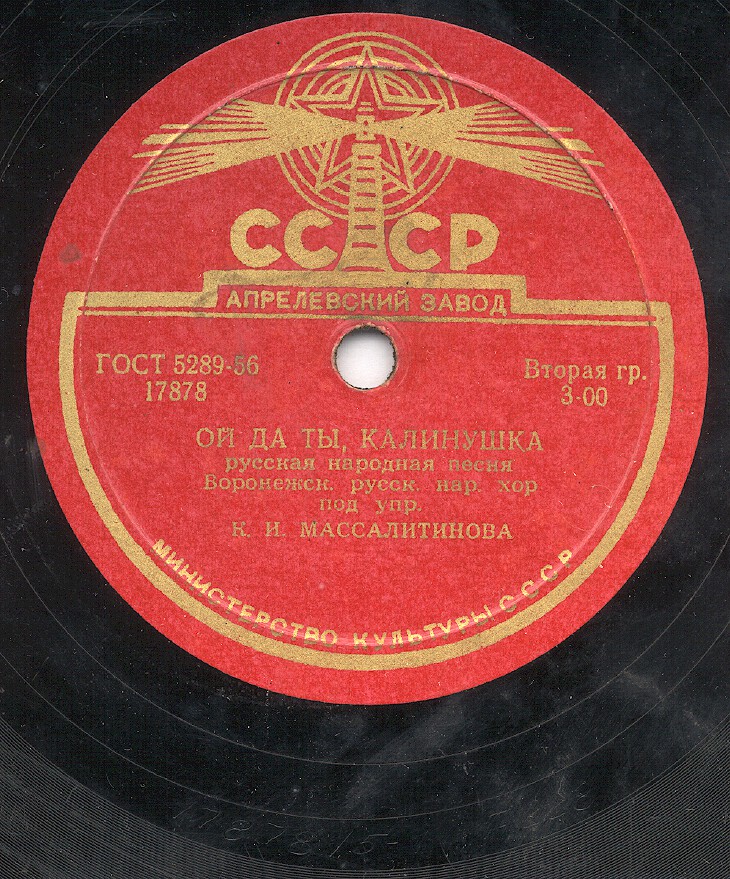 СССР
АПРЕЛЕВСКИЙ ЗАВОД
ГОСТ 5289-56
17878
Вторая гр.
3-00
ОЙ ДА ТЫ, КАЛИНУШКА
русская народная песня
Воронежск. русск. нар. хор
под упр.
К. И. МАССАЛИТИНОВА
МИНИСТЕРСТВО КУЛЬТУРЫ СССР